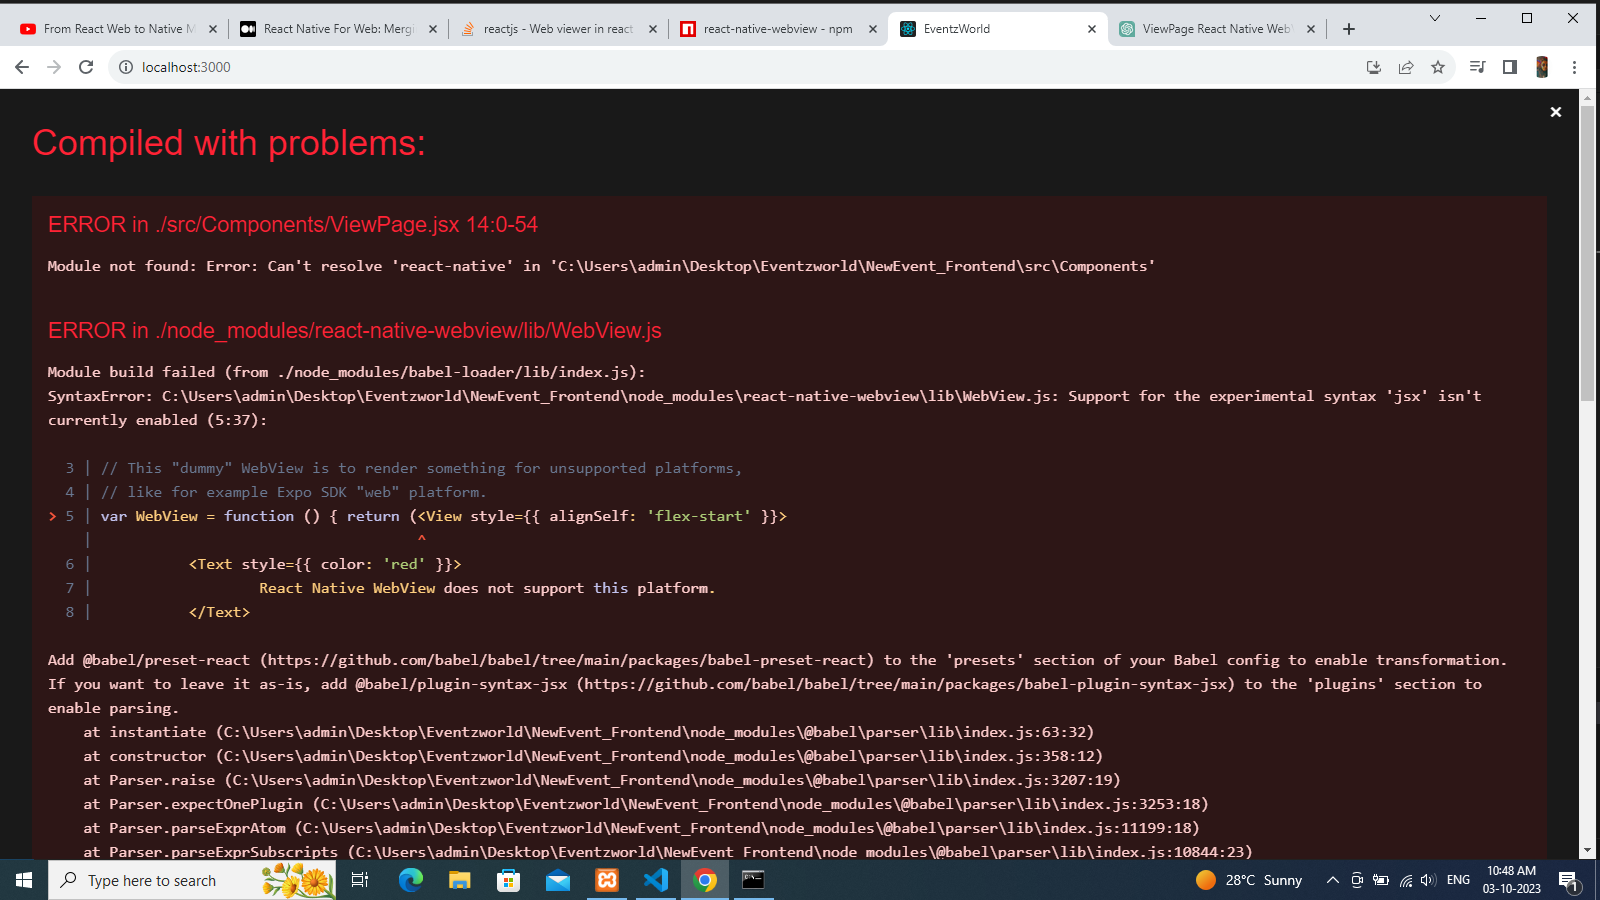 From React Web to Native M
React Native For Web: Mergi
reactjs - Web viewer in react
react-native-webview - npm
EventzWorld
ViewPage React Native WebV
localhost:3000
Compiled with problems:
ERROR in ./src/Components/ViewPage.jsx 14:0-54
Module not found: Error: Can't resolve 'react-native' in 'C:\Users\admin\Desktop\Eventzworld\NewEvent_Frontend\src\Components'
ERROR in ./node_modules/react-native-webview/lib/WebView.js
Module build failed (from ./node_modules/babel-loader/lib/index.js):
SyntaxError: C:\Users\admin\Desktop\Eventzworld\NewEvent_Frontend\node_modules\react-native-webview\lib\WebView.js: Support for the experimental syntax 'jsx' isn't
currently enabled (5:37):
3 | // This "dummy" WebView is to render something for unsupported platforms,
4 | // like for example Expo SDK "web" platform.
> 5 | var WebView = function () { return (<View style={{ alignSelf: 'flex-start' }}>
| ^
6 | <Text style={{ color: 'red' }}>
7 | React Native WebView does not support this platform.
8 | </Text>
Add @babel/preset-react (https://github.com/babel/babel/tree/main/packages/babel-preset-react) to the 'presets' section of your Babel config to enable transformation.
If you want to leave it as-is, add @babel/plugin-syntax-jsx (https://github.com/babel/babel/tree/main/packages/babel-plugin-syntax-jsx) to the 'plugins' section to
enable parsing.
at instantiate (C:\Users\admin\Desktop\Eventzworld\NewEvent_Frontend\node_modules\@babel\parser\lib\index.js:63:32)
at constructor (C:\Users\admin\Desktop\Eventzworld\NewEvent_Frontend\node_modules\@babel\parser\lib\index.js:358:12)
at Parser.raise (C:\Users\admin\Desktop\Eventzworld\NewEvent_Frontend\node_modules\@babel\parser\lib\index.js:3207:19)
at Parser.expectOnePlugin (C:\Users\admin\Desktop\Eventzworld\NewEvent_Frontend\node_modules\@babel\parser\lib\index.js:3253:18)
at Parser.parseExprAtom (C:\Users\admin\Desktop\Eventzworld\NewEvent_Frontend\node_modules\@babel\parser\lib\index.js:11199:18)
at Parser.parseExprSubscripts (C:\Users\admin\Desktop\Eventzworld\NewEvent_Frontend\node_modules\@babel\parser\lib\index.js:10844:23)
Type here to search
28°C Sunny
ENG
10:48 AM
03-10-2023
1